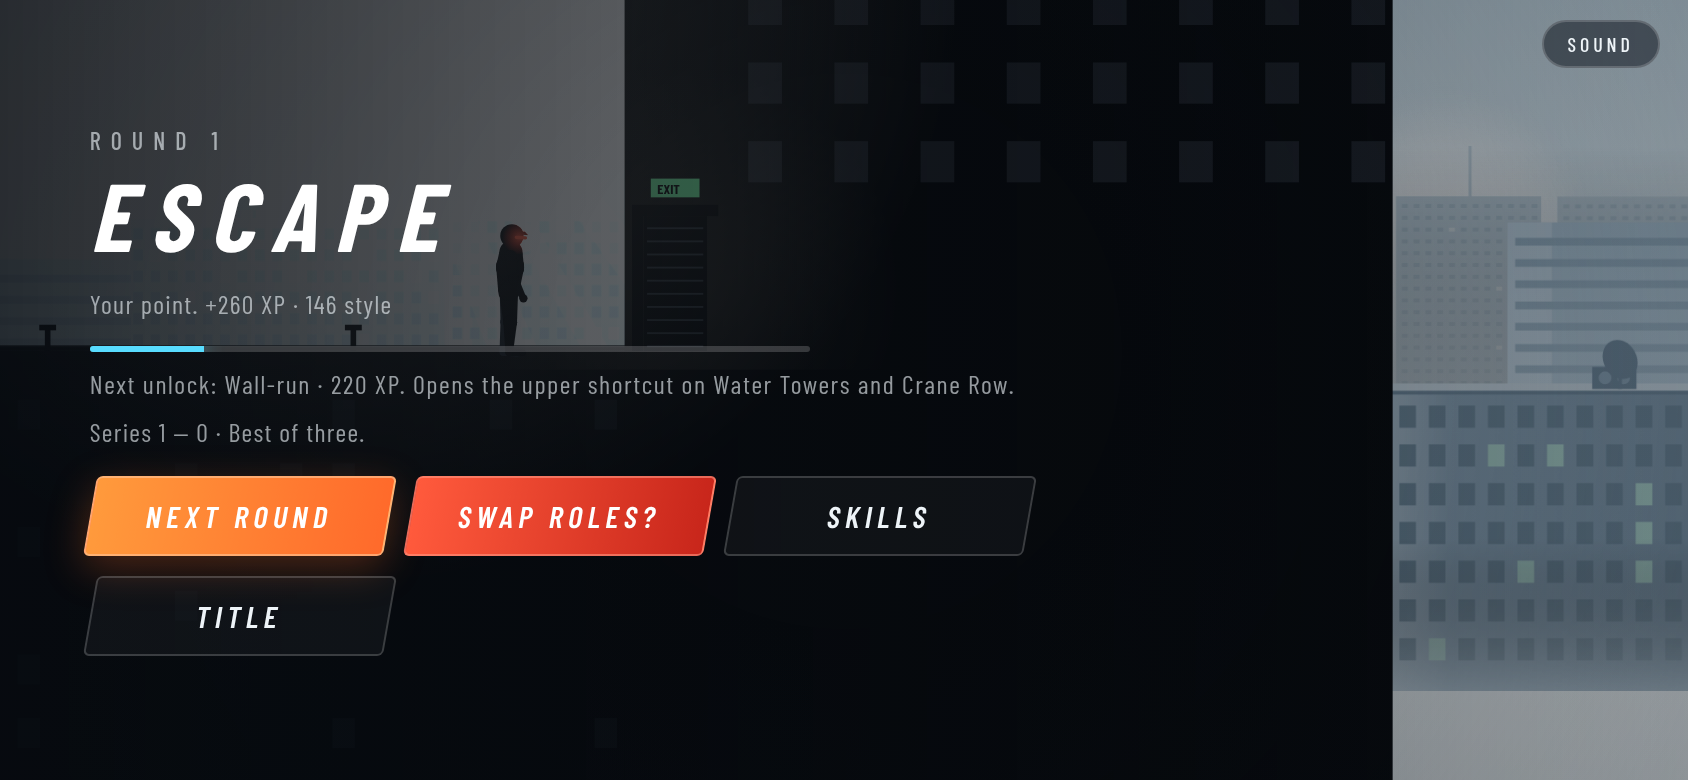 SOUND
ROUND 1
ESCAPE
EXIT
Your point. +260 XP · 146 style
Next unlock: Wall-run · 220 XP. Opens the upper shortcut on Water Towers and Crane Row.
Series 1 — 0 · Best of three.
NEXT ROUND
SWAP ROLES?
SKILLS
TITLE